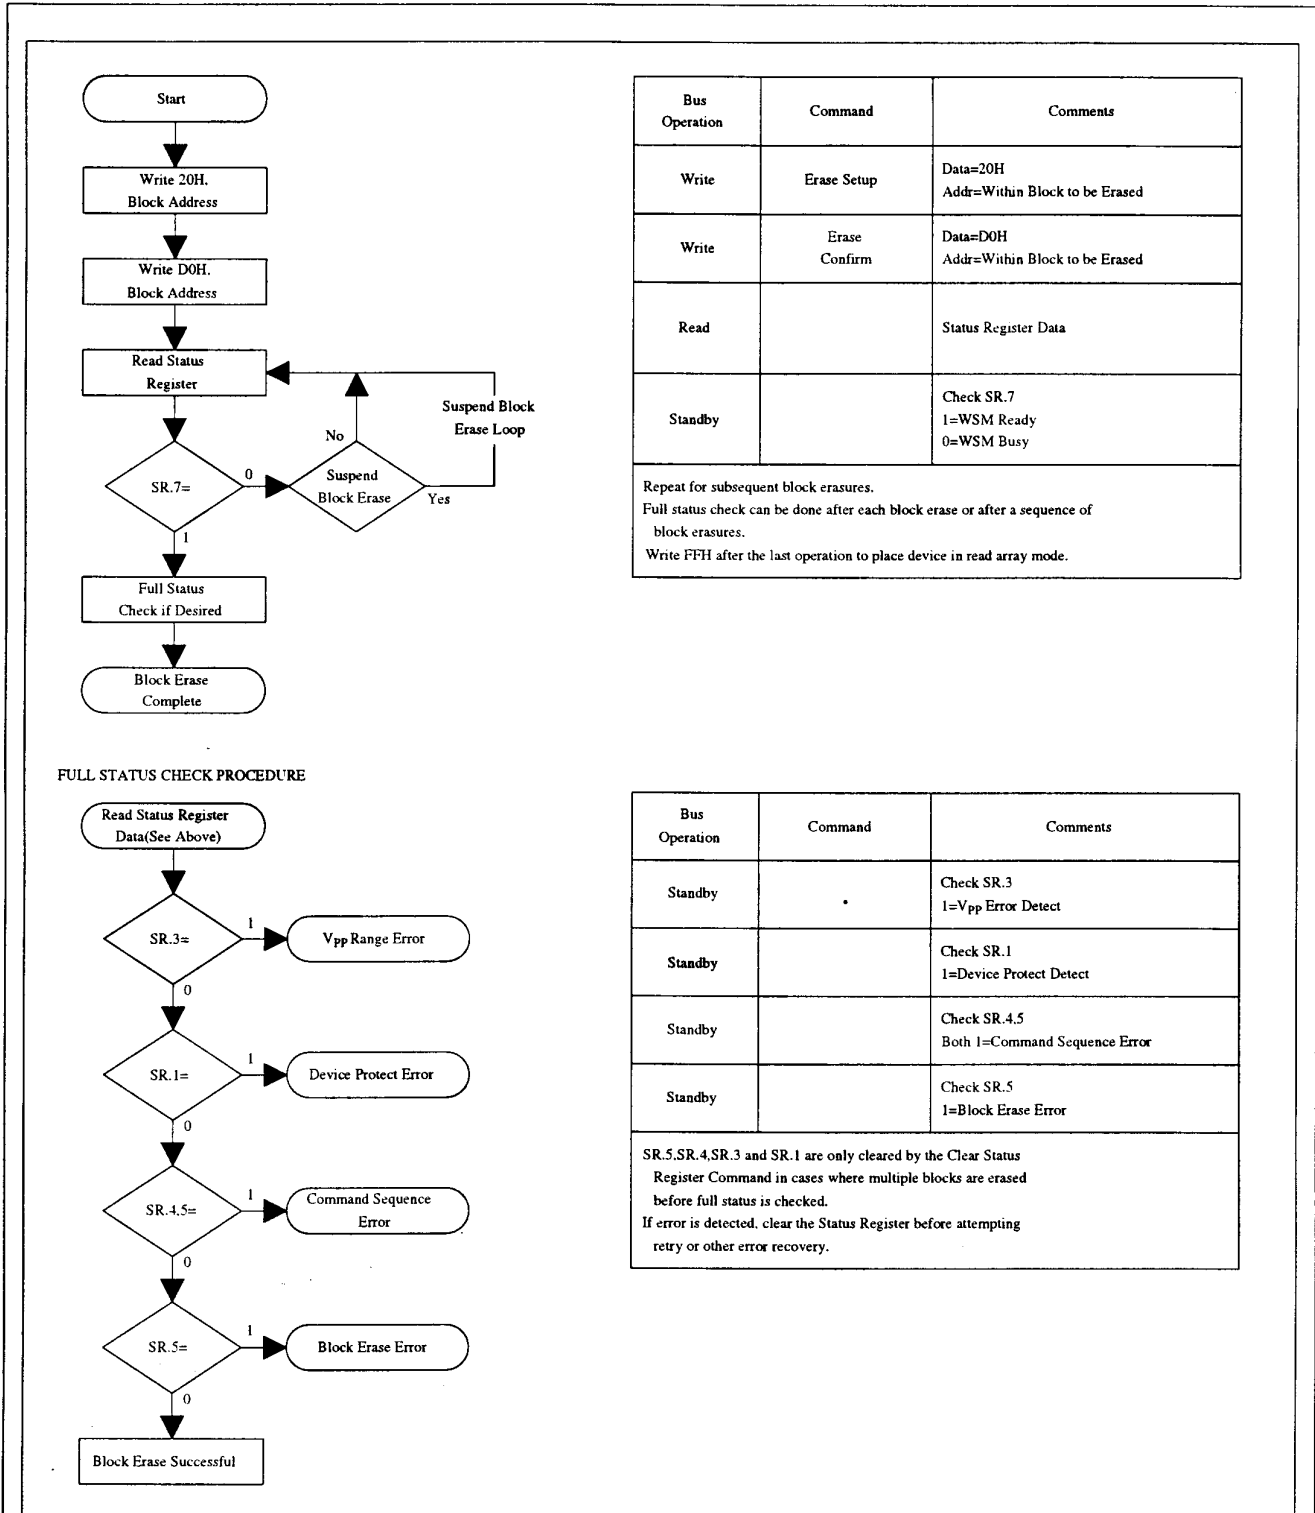 Start
Write 20H,
Block Address
Write D0H,
Block Address
Read Status
Register
Suspend Block
Erase Loop
No
SR.7=
0
Suspend
Block Erase
Yes
1
Full Status
Check if Desired
Block Erase
Complete
Bus
Operation
Command
Comments
Write
Erase Setup
Data=20H
Addr=Within Block to be Erased
Write
Erase
Confirm
Data=D0H
Addr=Within Block to be Erased
Read
Status Register Data
Standby
Check SR.7
1=WSM Ready
0=WSM Busy
Repeat for subsequent block erasures.
Full status check can be done after each block erase or after a sequence of
block erasures.
Write FFH after the last operation to place device in read array mode.
FULL STATUS CHECK PROCEDURE
Read Status Register
Data(See Above)
SR.3=
1
VPP Range Error
0
SR.1=
1
Device Protect Error
0
SR.4,5=
1
Command Sequence
Error
0
SR.5=
1
Block Erase Error
0
Block Erase Successful
Bus
Operation
Command
Comments
Standby
Check SR.3
1=VPP Error Detect
Standby
Check SR.1
1=Device Protect Detect
Standby
Check SR.4,5
Both 1=Command Sequence Error
Standby
Check SR.5
1=Block Erase Error
SR.5,SR.4,SR.3 and SR.1 are only cleared by the Clear Status
Register Command in cases where multiple blocks are erased
before full status is checked.
If error is detected, clear the Status Register before attempting
retry or other error recovery.